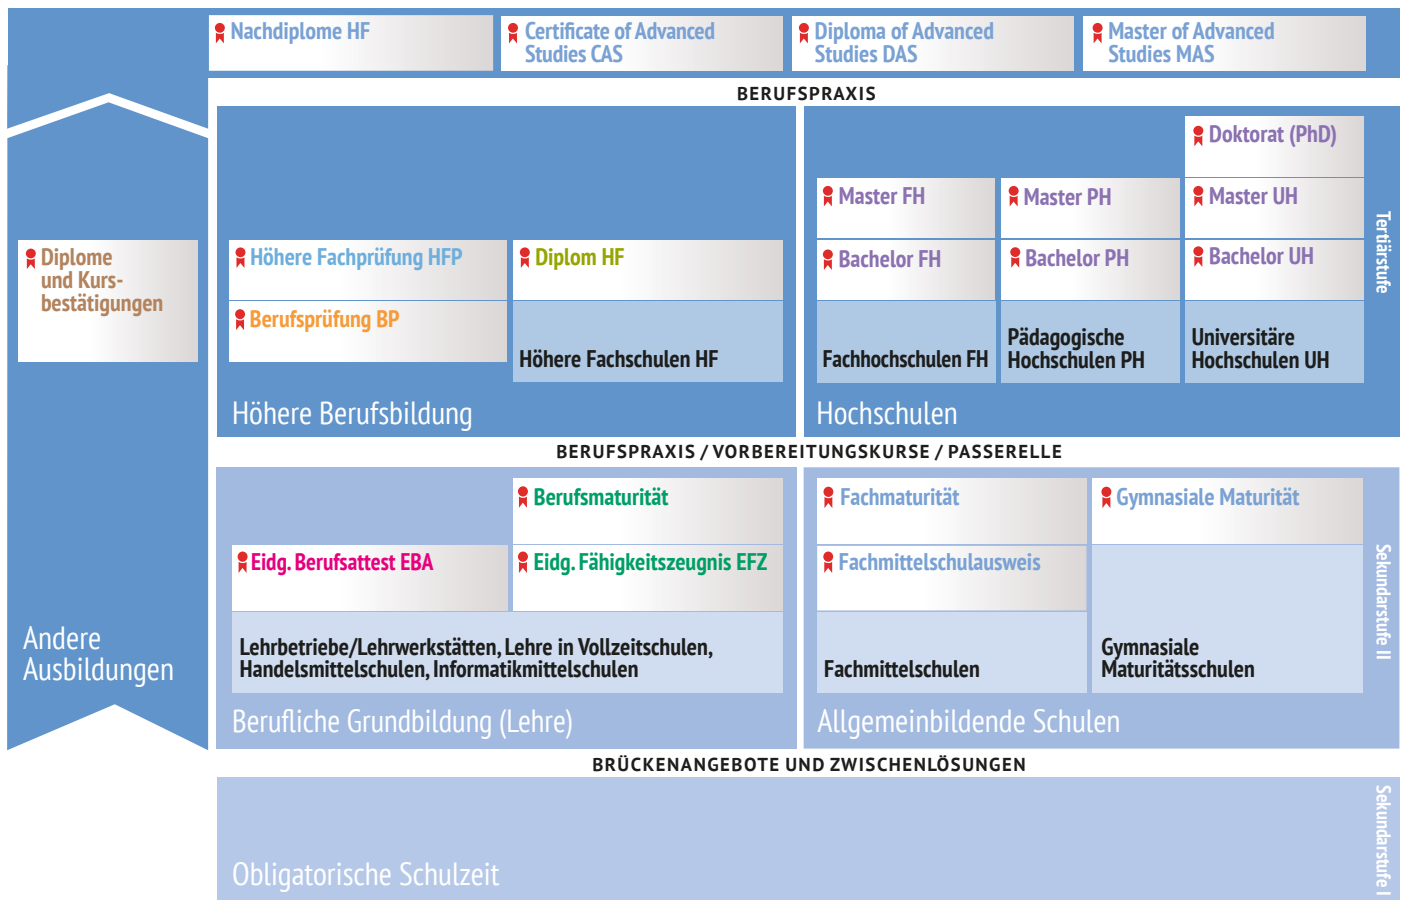 Nachdiplome HF
Certificate of Advanced
Studies CAS
Diploma of Advanced
Studies DAS
Master of Advanced
Studies MAS
BERUFSPRAXIS
Doktorat (PhD)
Master FH
Master PH
Master UH
Diplome
und Kurs-
bestätigungen
Höhere Fachprüfung HFP
Diplom HF
Bachelor FH
Bachelor PH
Bachelor UH
Tertiärstufe
Berufsprüfung BP
Höhere Fachschulen HF
Fachhochschulen FH
Pädagogische
Hochschulen PH
Universitäre
Hochschulen UH
Höhere Berufsbildung
Hochschulen
BERUFSPRAXIS / VORBEREITUNGSKURSE / PASSERELLE
Berufsmaturität
Fachmaturität
Gymnasiale Maturität
Eidg. Berufsattest EBA
Eidg. Fähigkeitszeugnis EFZ
Fachmittelschulausweis
Sekundarstufe II
Andere
Ausbildungen
Lehrbetriebe/Lehrwerkstätten, Lehre in Vollzeitschulen,
Handelsmittelschulen, Informatikmittelschulen
Fachmittelschulen
Gymnasiale
Maturitätsschulen
Berufliche Grundbildung (Lehre)
Allgemeinbildende Schulen
BRÜCKENANGEBOTE UND ZWISCHENLÖSUNGEN
Sekundarstufe I
Obligatorische Schulzeit